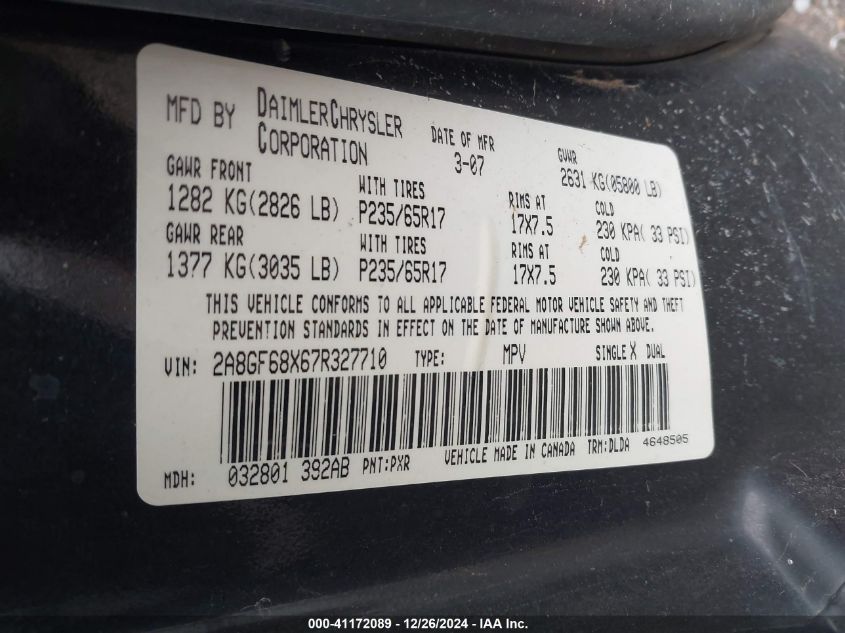 MFD BY DAIMLERCHRYSLER CORPORATION DATE OF MFR 3-07 GVWR 2631 KG(05800 LB)
GAWR FRONT WITH TIRES RIMS AT COLD
1282 KG(2826 LB) P235/65R17 17X7.5 230 KPA( 33 PSI)
GAWR REAR WITH TIRES RIMS AT COLD
1377 KG(3035 LB) P235/65R17 17X7.5 230 KPA( 33 PSI)
THIS VEHICLE CONFORMS TO ALL APPLICABLE FEDERAL MOTOR VEHICLE SAFETY AND THEFT
PREVENTION STANDARDS IN EFFECT ON THE DATE OF MANUFACTURE SHOWN ABOVE.
VIN: 2A8GF68X67R327710 TYPE: MPV SINGLE X DUAL
MDH: 032801 392AB PNT:PXR VEHICLE MADE IN CANADA TRM:DLDA 4648505
000-41172089 - 12/26/2024 - IAA Inc.